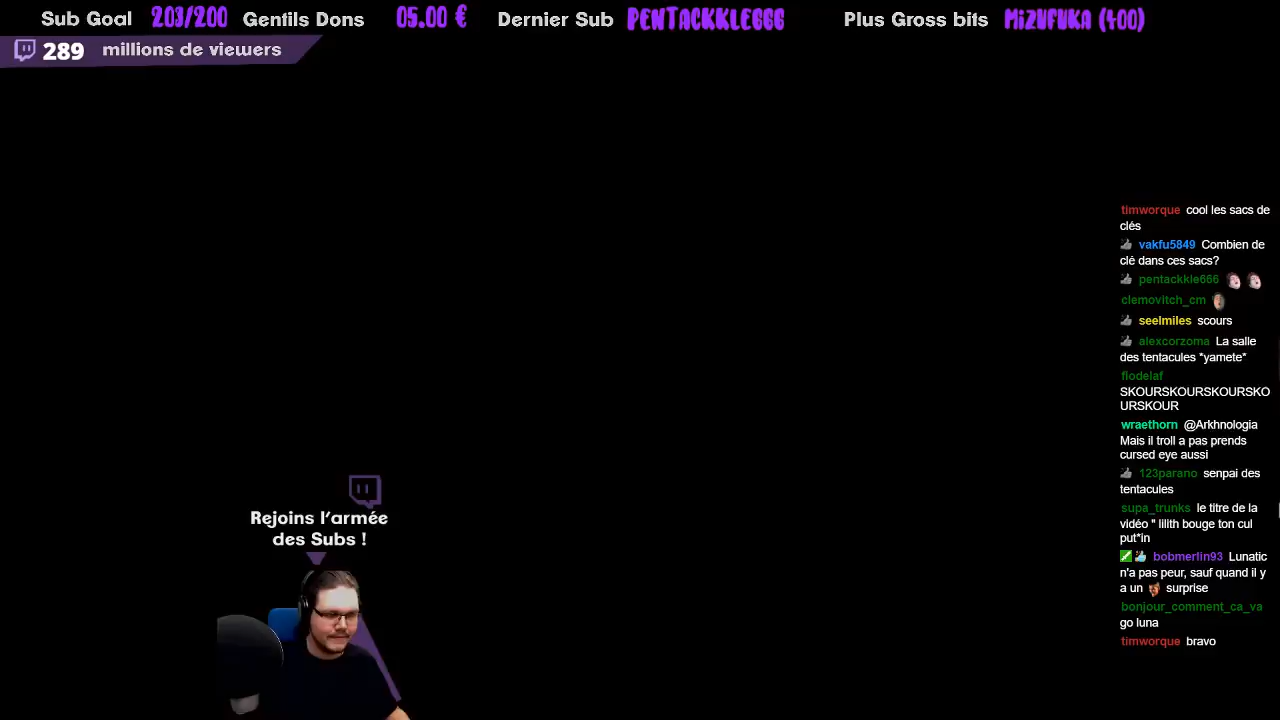 Sub Goal 203/200 Gentils Dons 05.00 € Dernier Sub PENTACKKLE666 Plus Gross bits MiZUFUKA (400)
289 millions de viewers
timworque cool les sacs de
clés
vakfu5849 Combien de
clé dans ces sacs?
pentackkle666
clemovitch_cm
seelmiles scours
alexcorzoma La salle
des tentacules *yamete*
flodelaf
SKOURSKOURSKOURSKO
URSKOUR
wraethorn @Arkhnologia
Mais il troll a pas prends
cursed eye aussi
123parano senpai des
tentacules
supa_trunks le titre de la
vidéo " lilith bouge ton cul
put*in
bobmerlin93 Lunatic
n'a pas peur, sauf quand il y
a un surprise
bonjour_comment_ca_va
go luna
timworque bravo
Rejoins l'armée
des Subs !